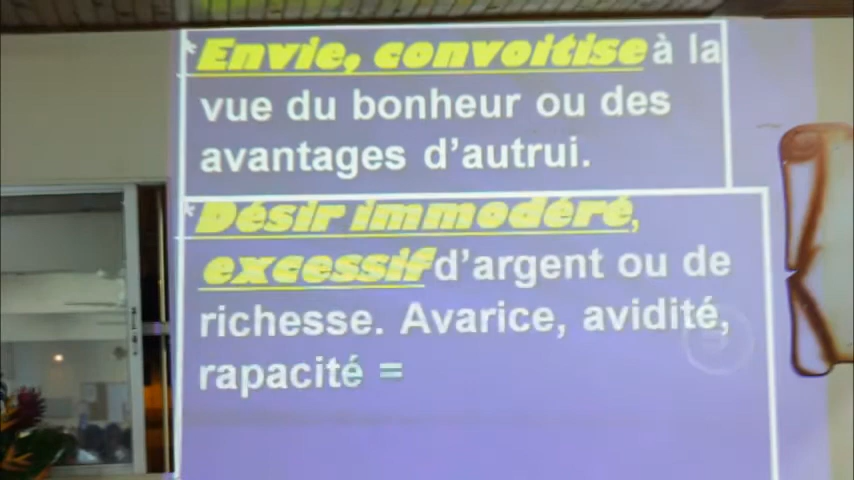 * Envie, convoitise à la
vue du bonheur ou des
avantages d'autrui.
* Désir immodéré,
excessif d'argent ou de
richesse. Avarice, avidité,
rapacité =